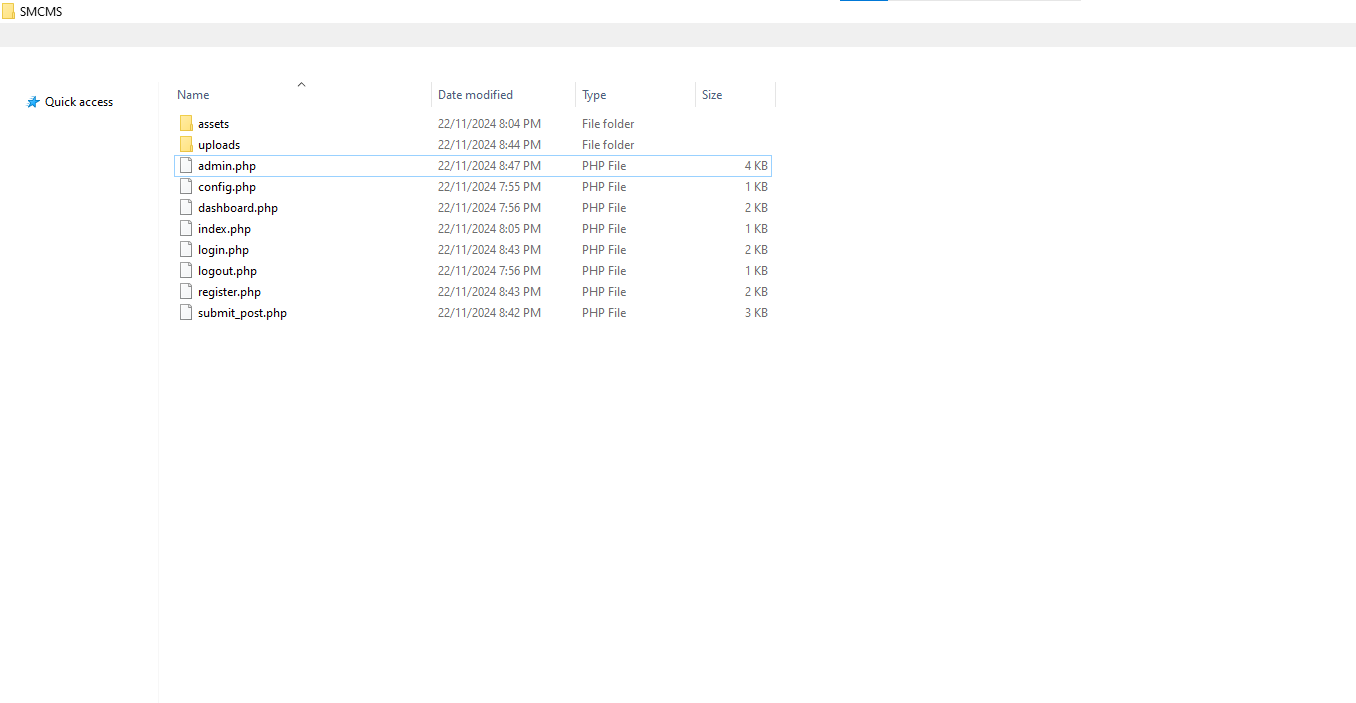 SMCMS
Quick access
Name Date modified Type Size
assets 22/11/2024 8:04 PM File folder
uploads 22/11/2024 8:44 PM File folder
admin.php 22/11/2024 8:47 PM PHP File 4 KB
config.php 22/11/2024 7:55 PM PHP File 1 KB
dashboard.php 22/11/2024 7:56 PM PHP File 2 KB
index.php 22/11/2024 8:05 PM PHP File 1 KB
login.php 22/11/2024 8:43 PM PHP File 2 KB
logout.php 22/11/2024 7:56 PM PHP File 1 KB
register.php 22/11/2024 8:43 PM PHP File 2 KB
submit_post.php 22/11/2024 8:42 PM PHP File 3 KB